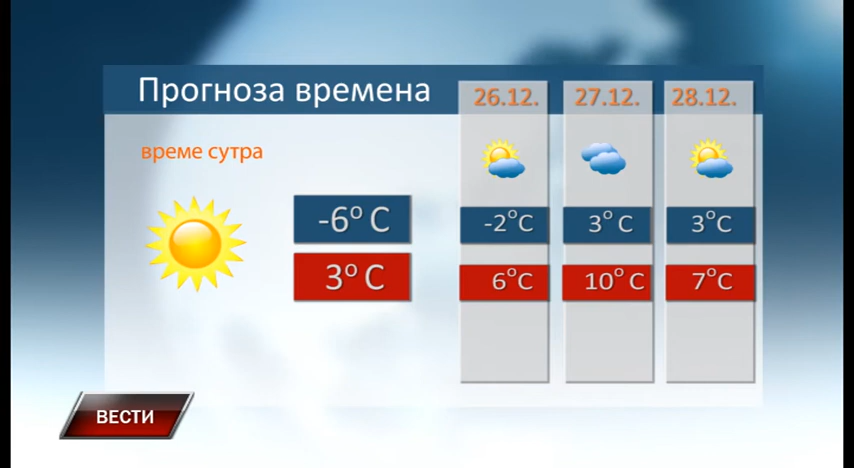 Прогноза времена
26.12.
27.12.
28.12.
време сутра
-6° C
3° C
-2°C
3° C
3°C
6°C
10° C
7°C
ВЕСТИ